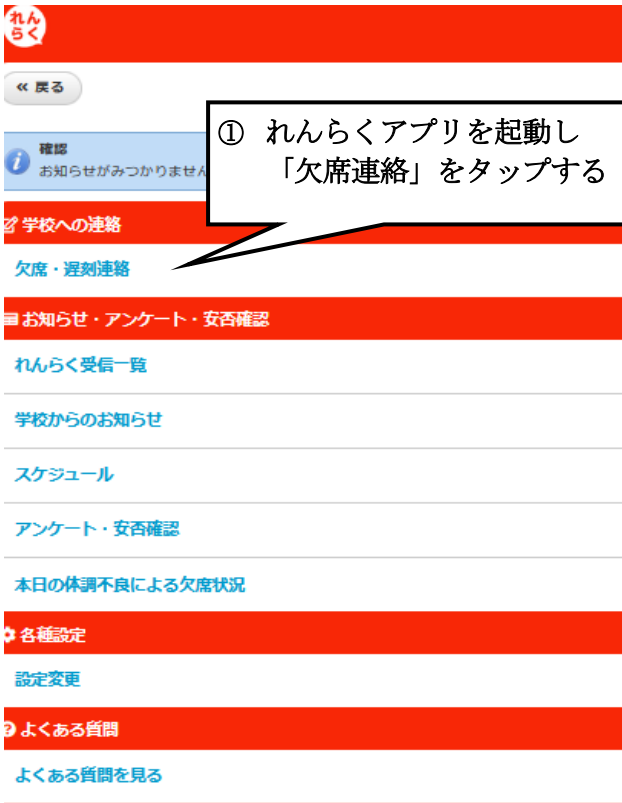 れん
らく
« 戻る
① れんらくアプリを起動し
「欠席連絡」をタップする
確認
お知らせがみつかりません
学校への連絡
欠席・遅刻連絡
お知らせ・アンケート・安否確認
れんらく受信一覧
学校からのお知らせ
スケジュール
アンケート・安否確認
本日の体調不良による欠席状況
各種設定
設定変更
よくある質問
よくある質問を見る